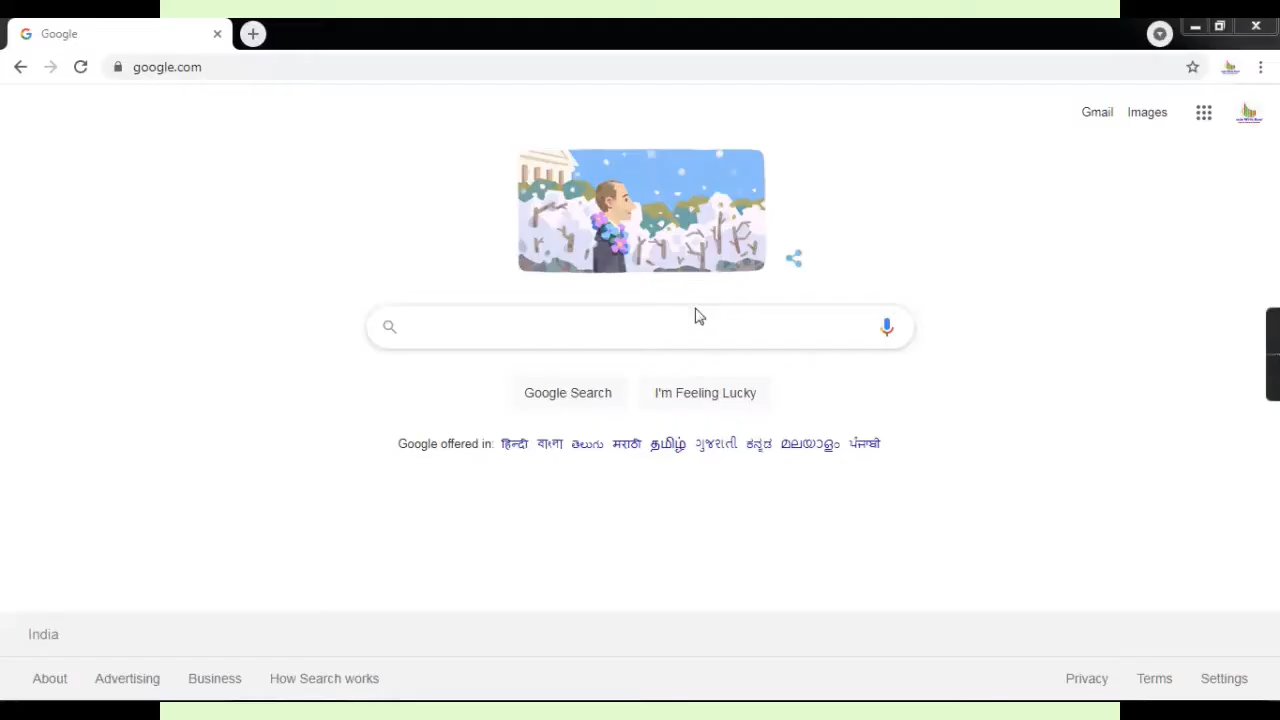 Google
google.com
Gmail Images
Google Search I'm Feeling Lucky
Google offered in: हिन्दी বাংলা తెలుగు मराठी தமிழ் ગુજરાતી ಕನ್ನಡ മലയാളം ਪੰਜਾਬੀ
India
About Advertising Business How Search works Privacy Terms Settings